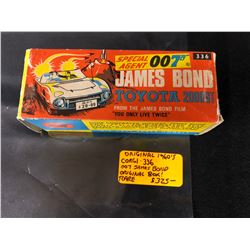 SPECIAL
AGENT 007
336
JAMES BOND
TOYOTA 2000GT
FROM THE JAMES BOND FILM
"YOU ONLY LIVE TWICE"
ORIGINAL 1960'S
CORGI 336
007 JAMES BOND
ORIGINAL BOX!
RARE $325-